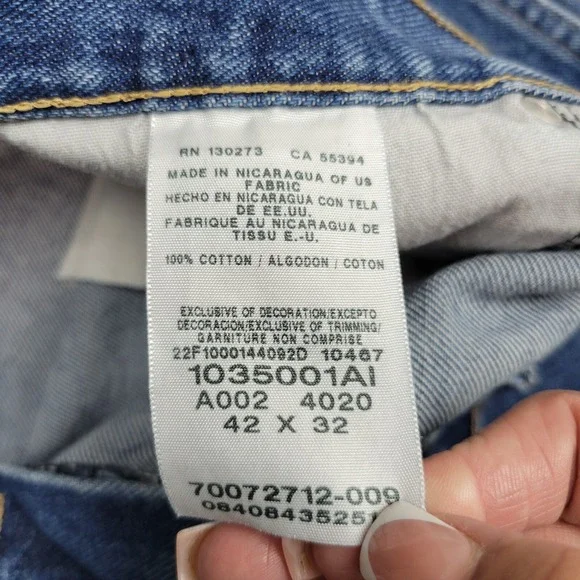 RN 130273 CA 55394
MADE IN NICARAGUA OF US
FABRIC
HECHO EN NICARAGUA CON TELA
DE EE.UU.
FABRIQUE AU NICARAGUA DE
TISSU E.-U.
100% COTTON / ALGODON / COTON
EXCLUSIVE OF DECORATION/EXCEPTO
DECORACION/EXCLUSIVE OF TRIMMING/
GARNITURE NON COMPRISE
22F1000144092D 10467
1035001AI
A002 4020
42 X 32
70072712-009